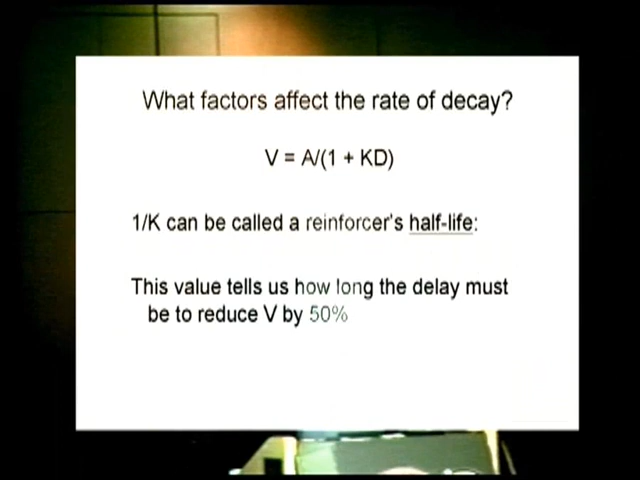 What factors affect the rate of decay?
V = A/(1 + KD)
1/K can be called a reinforcer's half-life:
This value tells us how long the delay must
be to reduce V by 50%